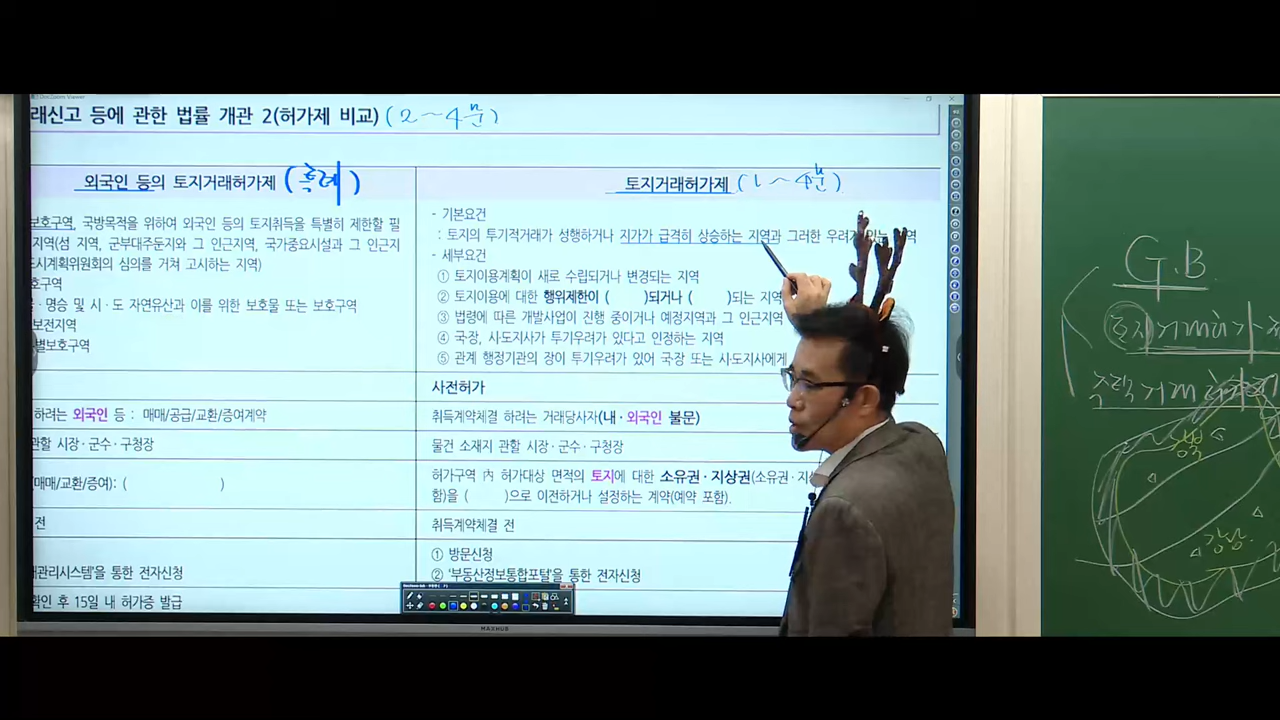 래신고 등에 관한 법률 개관 2(허가제 비교) (2~4문)
외국인 등의 토지거래허가제 (특례)
토지거래허가제 (1~4문)
보호구역, 국방목적을 위하여 외국인 등의 토지취득을 특별히 제한할 필
지역(섬 지역, 군부대주둔지와 그 인근지역, 국가중요시설과 그 인근지
도시계획위원회의 심의를 거쳐 고시하는 지역)
호구역
· 명승 및 시 · 도 자연유산과 이를 위한 보호물 또는 보호구역
보전지역
별보호구역
- 기본요건
: 토지의 투기적거래가 성행하거나 지가가 급격히 상승하는 지역과 그러한 우려가 있는 지역
- 세부요건
① 토지이용계획이 새로 수립되거나 변경되는 지역
② 토지이용에 대한 행위제한이 ( )되거나 ( )되는 지역
③ 법령에 따른 개발사업이 진행 중이거나 예정지역과 그 인근지역
④ 국장, 시·도지사가 투기우려가 있다고 인정하는 지역
⑤ 관계 행정기관의 장이 투기우려가 있어 국장 또는 시·도지사에게
사전허가
하려는 외국인 등 : 매매/공급/교환/증여계약
취득계약체결 하려는 거래당사자(내 · 외국인 불문)
관할 시장 · 군수 · 구청장
물건 소재지 관할 시장 · 군수 · 구청장
(매매/교환/증여): ( )
허가구역 內 허가대상 면적의 토지에 대한 소유권 · 지상권(소유권 · 지상
함)을 ( )으로 이전하거나 설정하는 계약(예약 포함).
전
취득계약체결 전
관리시스템'을 통한 전자신청
① 방문신청
② '부동산정보통합포털'을 통한 전자신청
확인 후 15일 내 허가증 발급
MAXHUB
G.B
토지거래허가
주택거래
강남